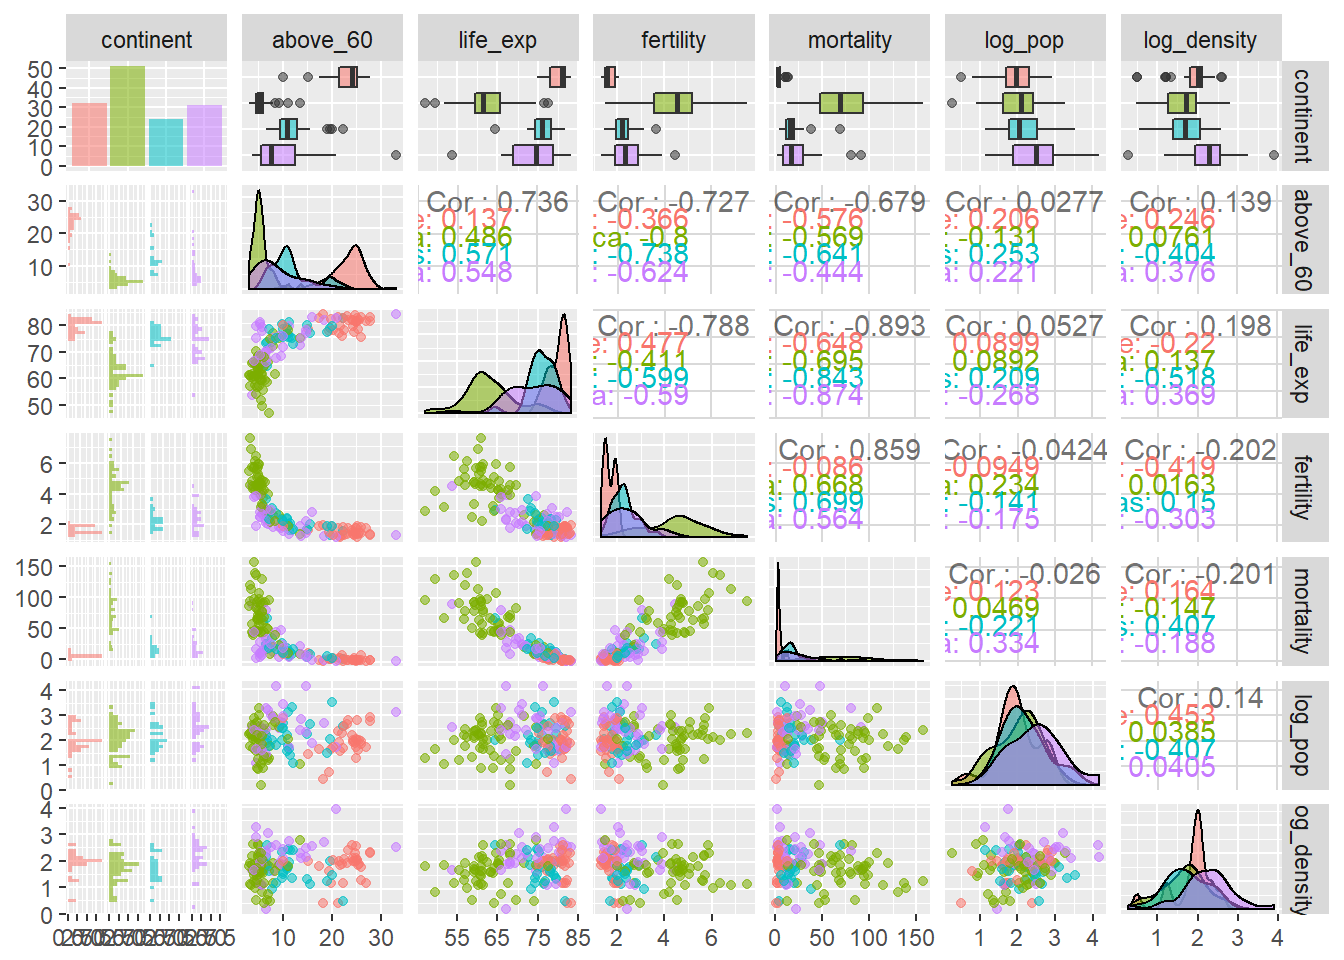 continent
above_60
life_exp
fertility
mortality
log_pop
log_density
50
40
30
20
10
0
continent
30
20
10
Cor : 0.736
e: 0.137
a: 0.486
s: 0.571
a: 0.548
Cor : -0.727
: -0.366
ca: -0.8
: -0.738
: -0.624
Cor : -0.679
: -0.576
: -0.569
: -0.641
: -0.444
Cor : 0.0277
e: 0.206
: -0.131
s: 0.253
a: 0.221
Cor : 0.139
e: 0.246
0.0761
: -0.404
a: 0.376
above_60
80
70
60
50
Cor : -0.788
e: 0.477
: -0.411
: -0.599
a: -0.59
Cor : -0.893
: -0.648
: -0.895
: -0.843
: -0.874
Cor : 0.0527
0.0899
0.0892
: -0.209
: -0.268
Cor : 0.198
e: -0.22
: 0.137
: -0.518
a: 0.369
life_exp
6
4
2
Cor : 0.859
: -0.086
a: 0.668
s: 0.699
a: 0.564
Cor : -0.0424
-0.0949
a: 0.234
: -0.141
: -0.175
Cor : -0.202
: -0.419
0.0163
as: 0.15
: -0.303
fertility
150
100
50
0
Cor : -0.026
e: 0.123
0.0469
: -0.221
a: 0.334
Cor : -0.201
e: 0.164
: -0.147
s: 0.407
: -0.188
mortality
4
3
2
1
0
Cor : 0.14
e: 0.453
0.0385
: -0.407
0.0405
log_pop
4
3
2
1
0
og_density
10
20
30
55
65
75
85
2
4
6
0
50
100
150
1
2
3
4
1
2
3
4